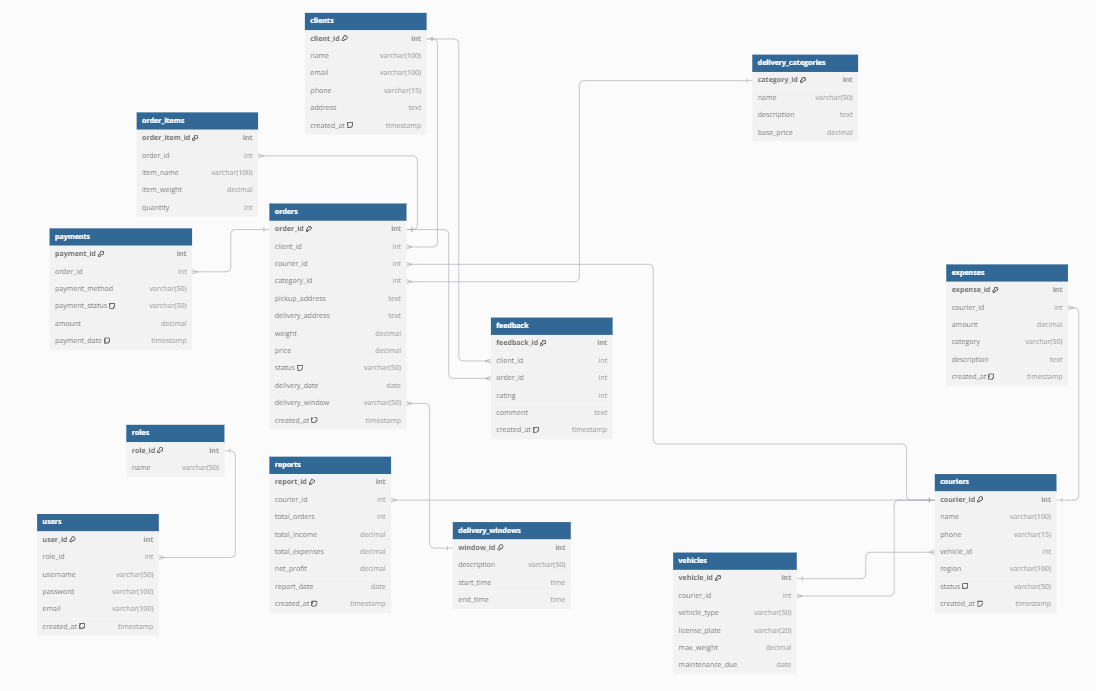 clients
client_id int
name varchar(100)
email varchar(100)
phone varchar(15)
address text
created_at timestamp
delivery_categories
category_id int
name varchar(50)
description text
base_price decimal
order_items
order_item_id int
order_id int
item_name varchar(100)
item_weight decimal
quantity int
orders
order_id int
client_id int
courier_id int
category_id int
pickup_address text
delivery_address text
weight decimal
price decimal
status varchar(50)
delivery_date date
delivery_window varchar(50)
created_at timestamp
payments
payment_id int
order_id int
payment_method varchar(50)
payment_status varchar(50)
amount decimal
payment_date timestamp
expenses
expense_id int
courier_id int
amount decimal
category varchar(50)
description text
created_at timestamp
feedback
feedback_id int
client_id int
order_id int
rating int
comment text
created_at timestamp
roles
role_id int
name varchar(50)
reports
report_id int
courier_id int
total_orders int
total_income decimal
total_expenses decimal
net_profit decimal
report_date date
created_at timestamp
couriers
courier_id int
name varchar(100)
phone varchar(15)
vehicle_id int
region varchar(100)
status varchar(50)
created_at timestamp
users
user_id int
role_id int
username varchar(50)
password varchar(100)
email varchar(100)
created_at timestamp
delivery_windows
window_id int
description varchar(50)
start_time time
end_time time
vehicles
vehicle_id int
courier_id int
vehicle_type varchar(50)
license_plate varchar(20)
max_weight decimal
maintenance_due date